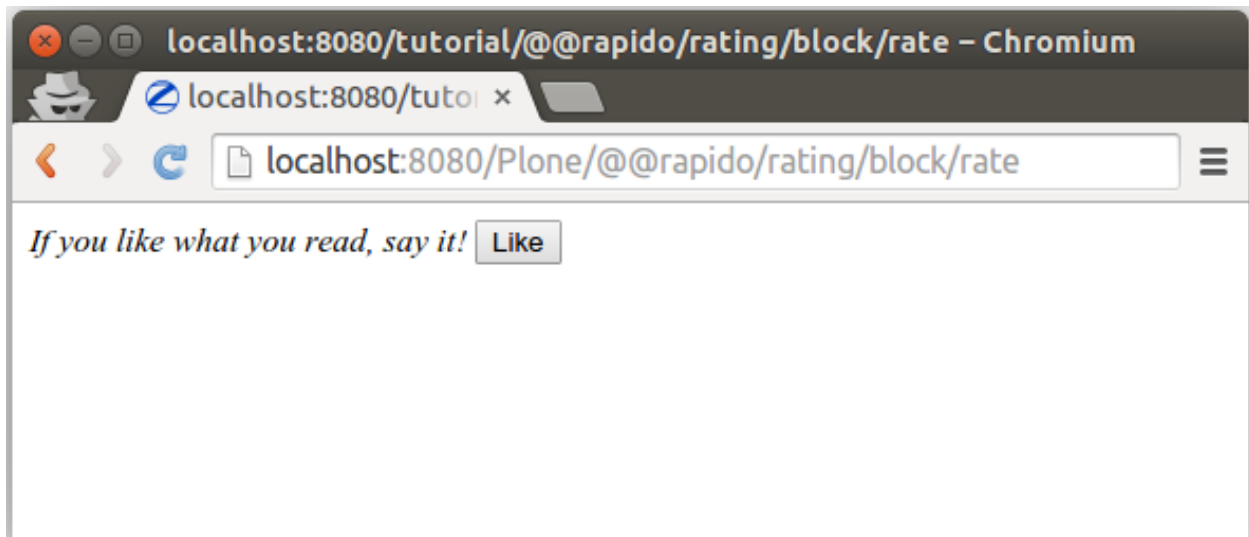 localhost:8080/tutorial/@@rapido/rating/block/rate – Chromium
localhost:8080/tuto
localhost:8080/Plone/@@rapido/rating/block/rate
If you like what you read, say it! Like